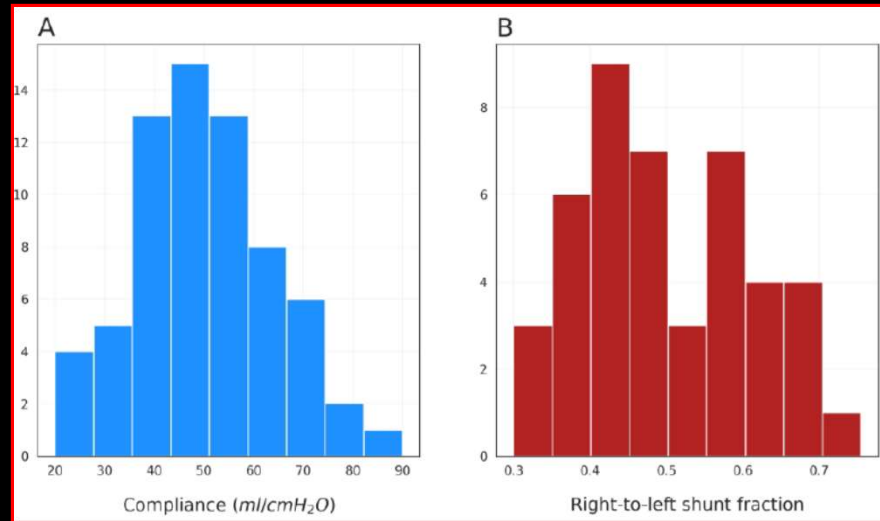 A
14
12
10
8
6
4
2
0
20 30 40 50 60 70 80 90
Compliance (ml/cmH₂O)
B
8
6
4
2
0
0.3 0.4 0.5 0.6 0.7
Right-to-left shunt fraction